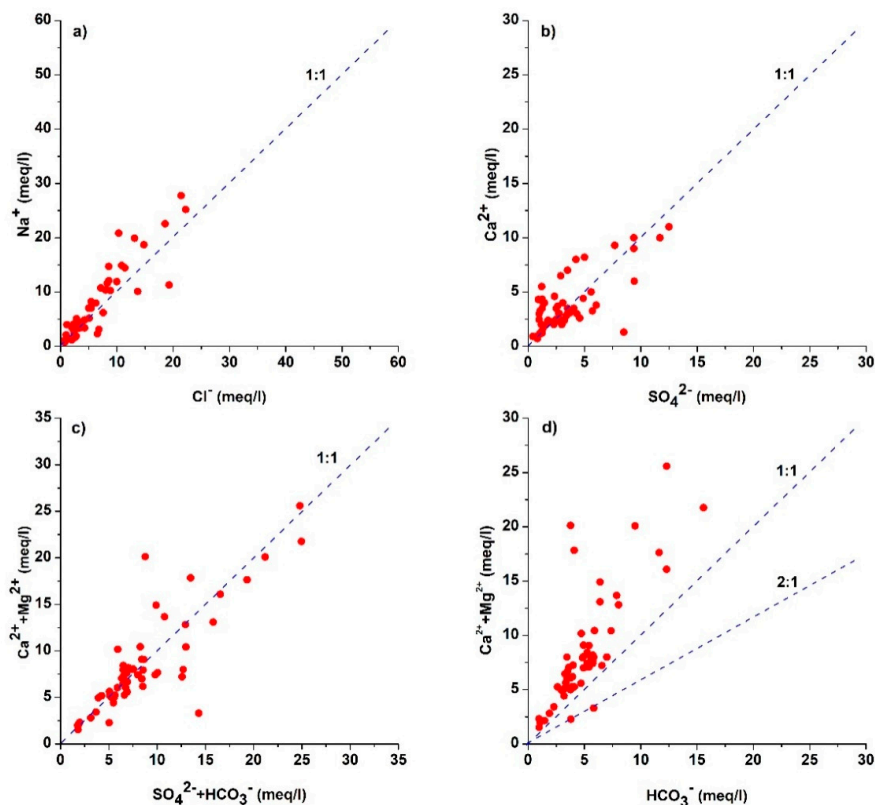 a)
1:1
60
50
40
30
20
10
0
Na⁺ (meq/l)
0 10 20 30 40 50 60
Cl⁻ (meq/l)
b)
1:1
30
25
20
15
10
5
0
Ca²⁺ (meq/l)
0 5 10 15 20 25 30
SO₄²⁻ (meq/l)
c)
1:1
35
30
25
20
15
10
5
0
Ca²⁺+Mg²⁺ (meq/l)
0 5 10 15 20 25 30 35
SO₄²⁻+HCO₃⁻ (meq/l)
d)
1:1
2:1
30
25
20
15
10
5
0
Ca²⁺+Mg²⁺ (meq/l)
0 5 10 15 20 25 30
HCO₃⁻ (meq/l)